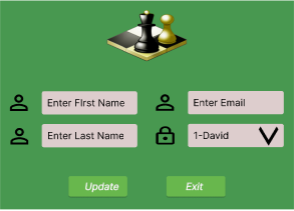 Enter FIrst Name
Enter Email
Enter Last Name
1-David
Update
Exit